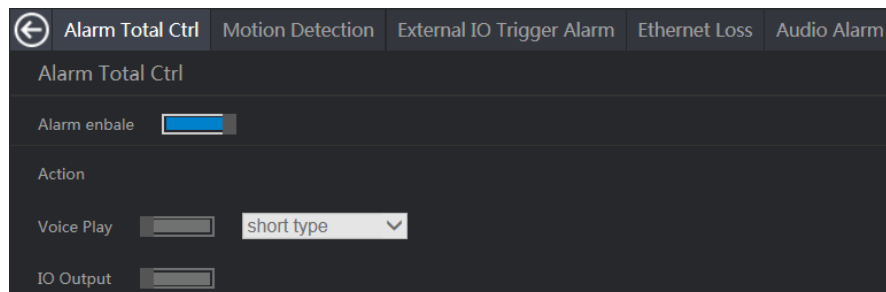 Alarm Total Ctrl Motion Detection External IO Trigger Alarm Ethernet Loss Audio Alarm
Alarm Total Ctrl
Alarm enbale
Action
Voice Play short type
IO Output